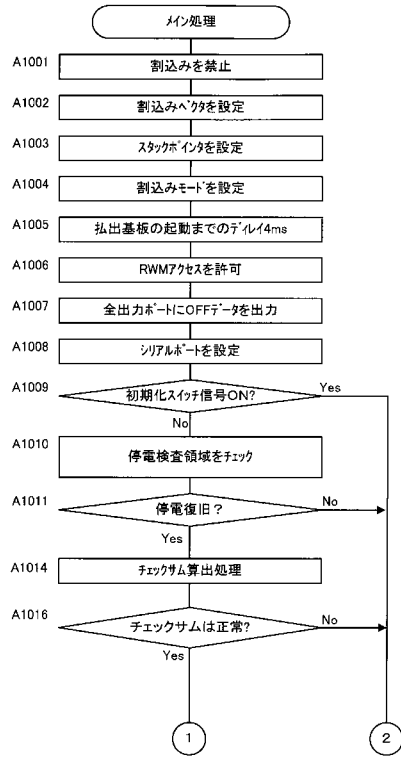 メイン処理
A1001
割込みを禁止
A1002
割込みベクタを設定
A1003
スタックポインタを設定
A1004
割込みモードを設定
A1005
払出基板の起動までのディレイ4ms
A1006
RWMアクセスを許可
A1007
全出力ポートにOFFデータを出力
A1008
シリアルポートを設定
A1009
初期化スイッチ信号ON?
Yes
No
A1010
停電検査領域をチェック
A1011
停電復旧?
No
Yes
A1014
チェックサム算出処理
A1016
チェックサムは正常?
No
Yes
1
2